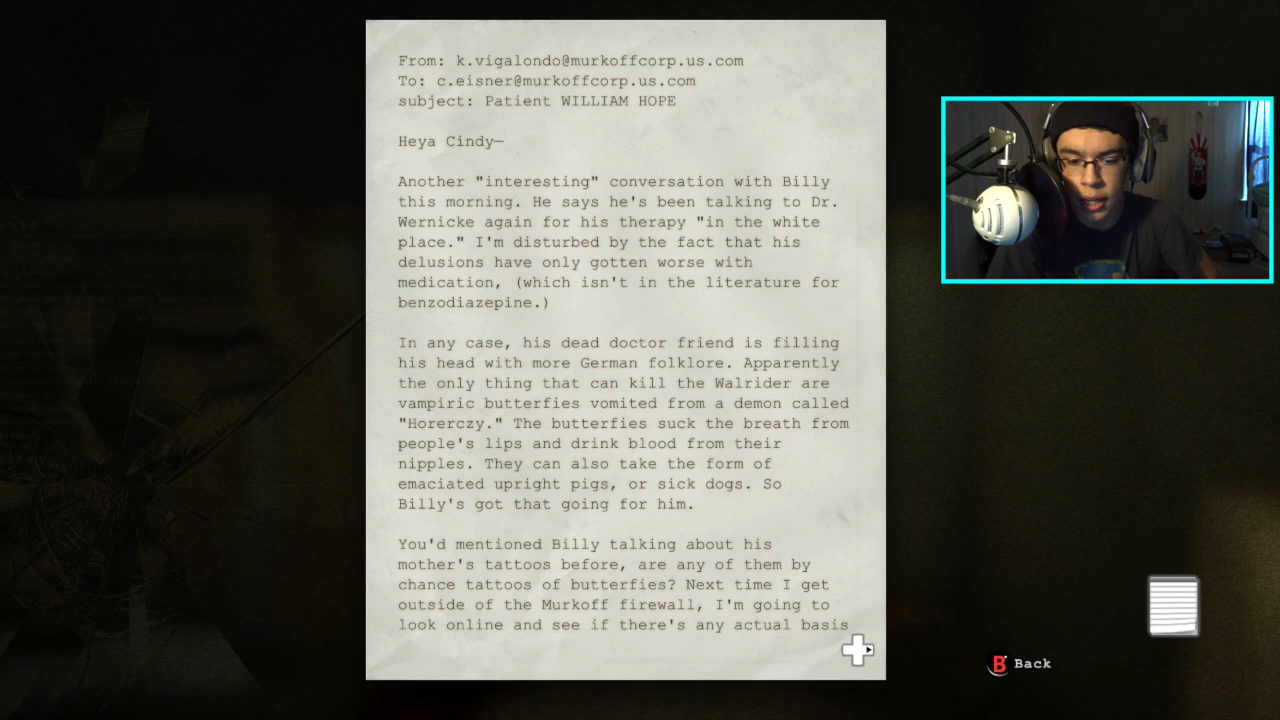 From: k.vigalondo@murkoffcorp.us.com
To: c.eisner@murkoffcorp.us.com
subject: Patient WILLIAM HOPE
Heya Cindy—
Another "interesting" conversation with Billy
this morning. He says he's been talking to Dr.
Wernicke again for his therapy "in the white
place." I'm disturbed by the fact that his
delusions have only gotten worse with
medication, (which isn't in the literature for
benzodiazepine.)
In any case, his dead doctor friend is filling
his head with more German folklore. Apparently
the only thing that can kill the Walrider are
vampiric butterfies vomited from a demon called
"Horerczy." The butterfies suck the breath from
people's lips and drink blood from their
nipples. They can also take the form of
emaciated upright pigs, or sick dogs. So
Billy's got that going for him.
You'd mentioned Billy talking about his
mother's tattoos before, are any of them by
chance tattoos of butterfies? Next time I get
outside of the Murkoff firewall, I'm going to
look online and see if there's any actual basis
B Back